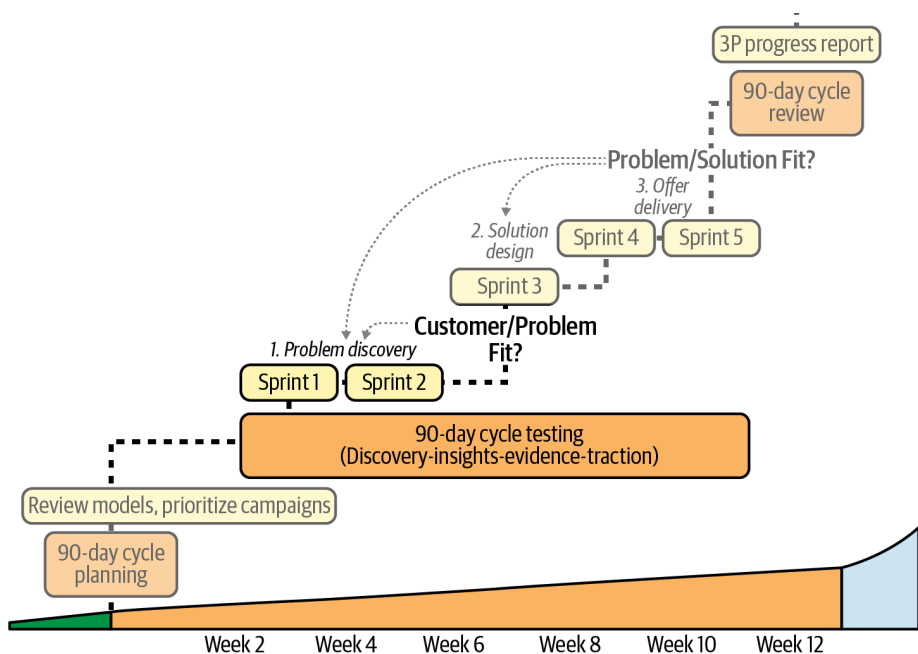 3P progress report
90-day cycle
review
Problem/Solution Fit?
3. Offer
delivery
2. Solution
design
Sprint 4
Sprint 5
Sprint 3
Customer/Problem
Fit?
1. Problem discovery
Sprint 1
Sprint 2
90-day cycle testing
(Discovery-insights-evidence-traction)
Review models, prioritize campaigns
90-day cycle
planning
Week 2
Week 4
Week 6
Week 8
Week 10
Week 12